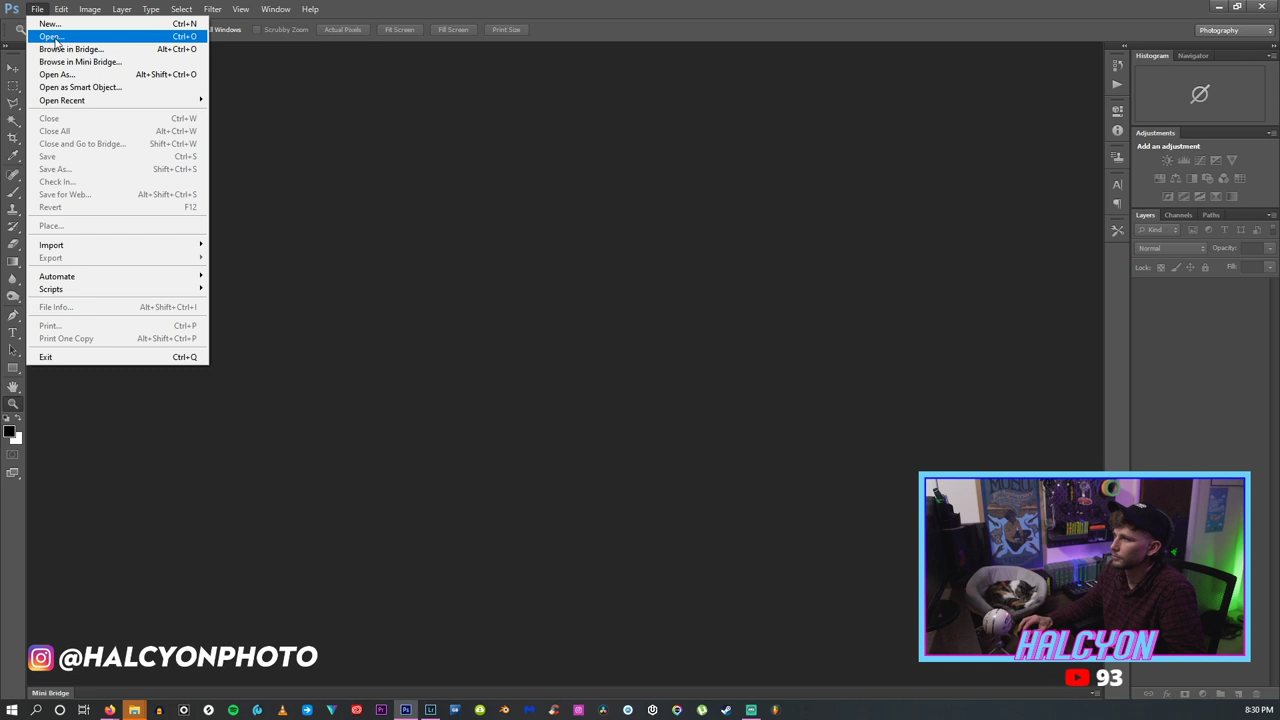 Ps File Edit Image Layer Type Select Filter View Window Help
ll Windows Scrubby Zoom Actual Pixels Fit Screen Fill Screen Print Size Photography
New... Ctrl+N
Open... Ctrl+O
Browse in Bridge... Alt+Ctrl+O
Browse in Mini Bridge...
Open As... Alt+Shift+Ctrl+O
Open as Smart Object...
Open Recent
Close Ctrl+W
Close All Alt+Ctrl+W
Close and Go to Bridge... Shift+Ctrl+W
Save Ctrl+S
Save As... Shift+Ctrl+S
Check In...
Save for Web... Alt+Shift+Ctrl+S
Revert F12
Place...
Import
Export
Automate
Scripts
File Info... Alt+Shift+Ctrl+I
Print... Ctrl+P
Print One Copy Alt+Shift+Ctrl+P
Exit Ctrl+Q
Histogram Navigator
Adjustments
Add an adjustment
Layers Channels Paths
Kind
Normal Opacity:
Lock: Fill:
HALCYON
@HALCYONPHOTO
93
Mini Bridge
8:30 PM